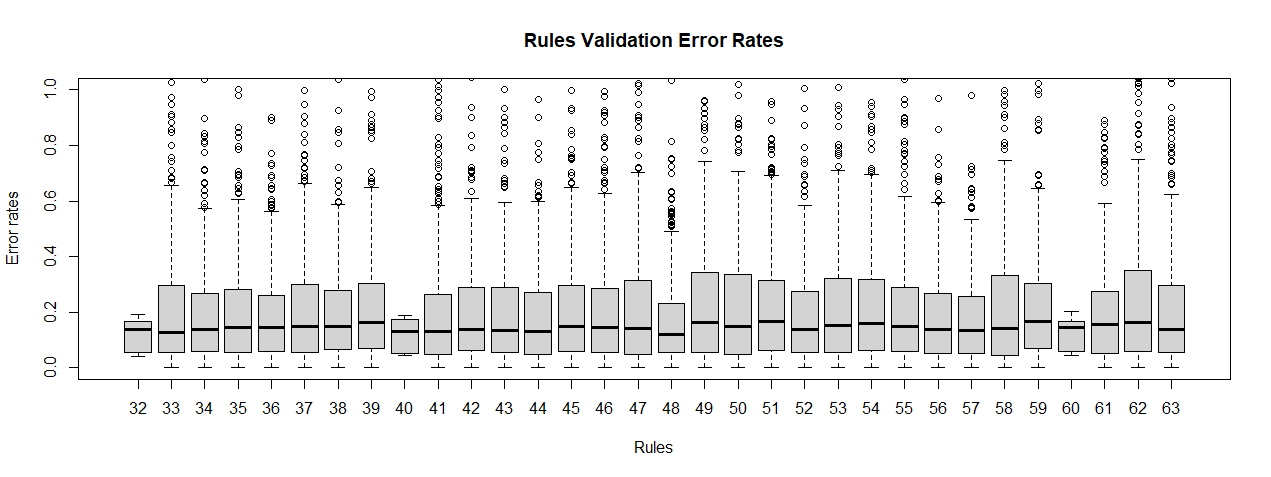 Rules Validation Error Rates
Error rates
0.0 0.2 0.4 0.6 0.8 1.0
32 33 34 35 36 37 38 39 40 41 42 43 44 45 46 47 48 49 50 51 52 53 54 55 56 57 58 59 60 61 62 63
Rules